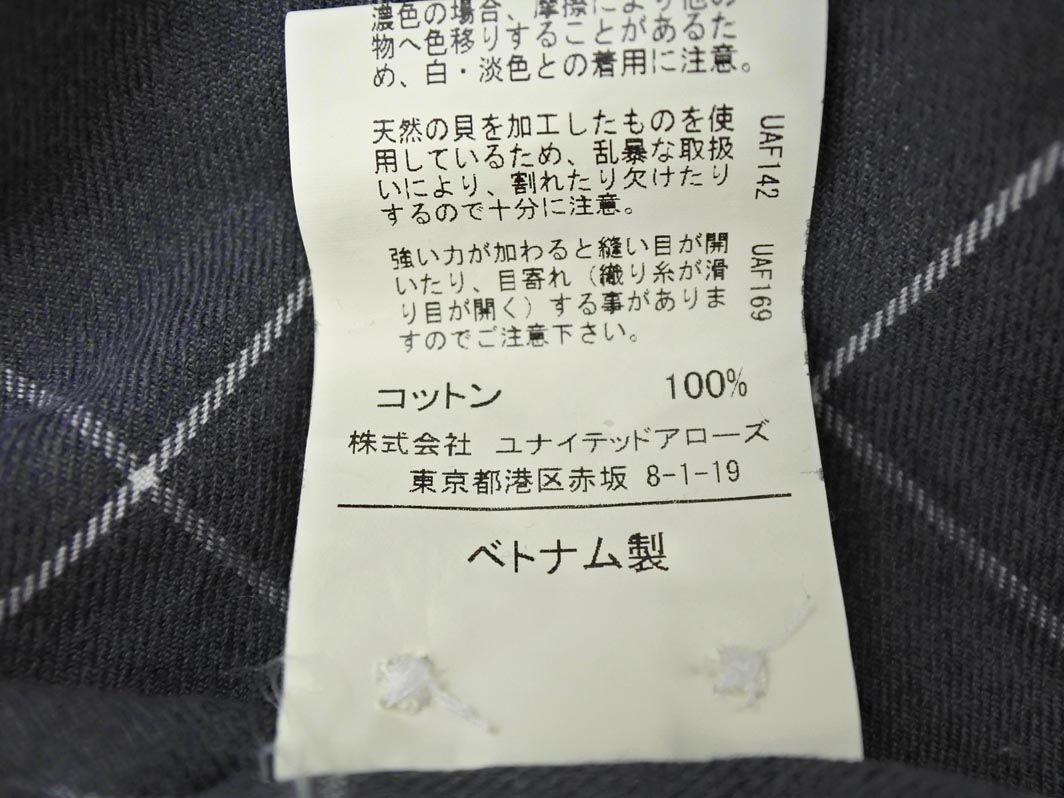 濃色の場合、摩擦により他の
物へ色移りすることがあるた
め、白・淡色との着用に注意。
天然の貝を加工したものを使
用しているため、乱暴な取扱
いにより、割れたり欠けたり
するので十分に注意。
UAF142
強い力が加わると縫い目が開
いたり、目寄れ（織り糸が滑
り目が開く）する事がありま
すのでご注意下さい。
UAF169
コットン 100%
株式会社 ユナイテッドアローズ
東京都港区赤坂 8-1-19
ベトナム製